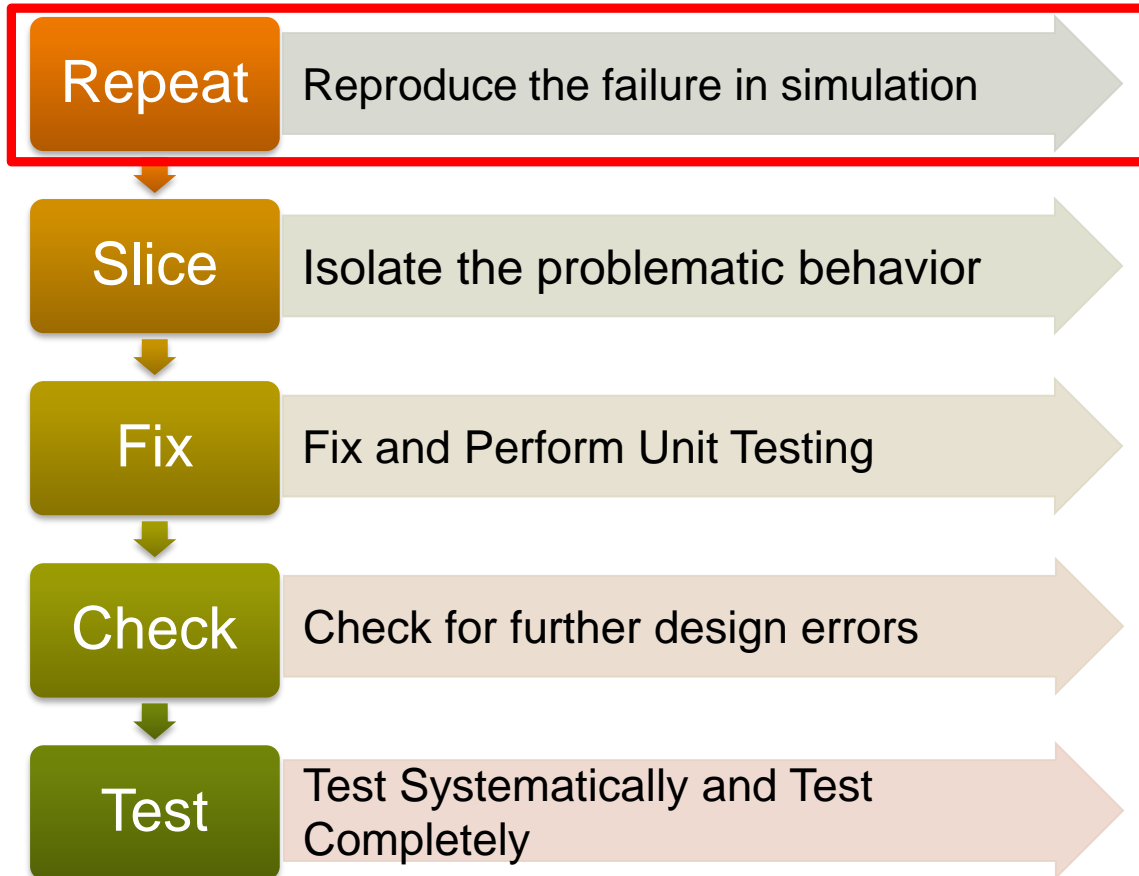 Repeat
Reproduce the failure in simulation
Slice
Isolate the problematic behavior
Fix
Fix and Perform Unit Testing
Check
Check for further design errors
Test
Test Systematically and Test
Completely